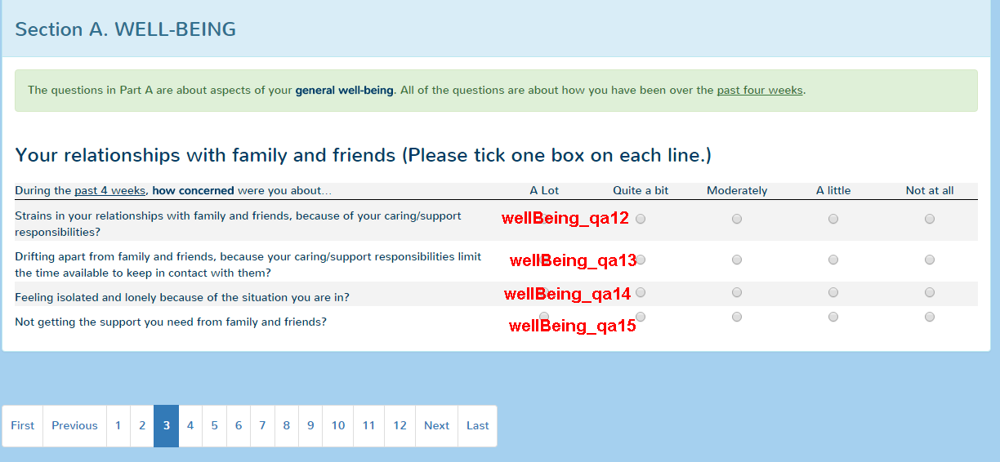 Section A. WELL-BEING
The questions in Part A are about aspects of your general well-being. All of the questions are about how you have been over the past four weeks.
Your relationships with family and friends (Please tick one box on each line.)
During the past 4 weeks, how concerned were you about... A Lot Quite a bit Moderately A little Not at all
Strains in your relationships with family and friends, because of your caring/support
responsibilities?
wellBeing_qa12
Drifting apart from family and friends, because your caring/support responsibilities limit
the time available to keep in contact with them?
wellBeing_qa13
Feeling isolated and lonely because of the situation you are in? wellBeing_qa14
Not getting the support you need from family and friends? wellBeing_qa15
First Previous 1 2 3 4 5 6 7 8 9 10 11 12 Next Last